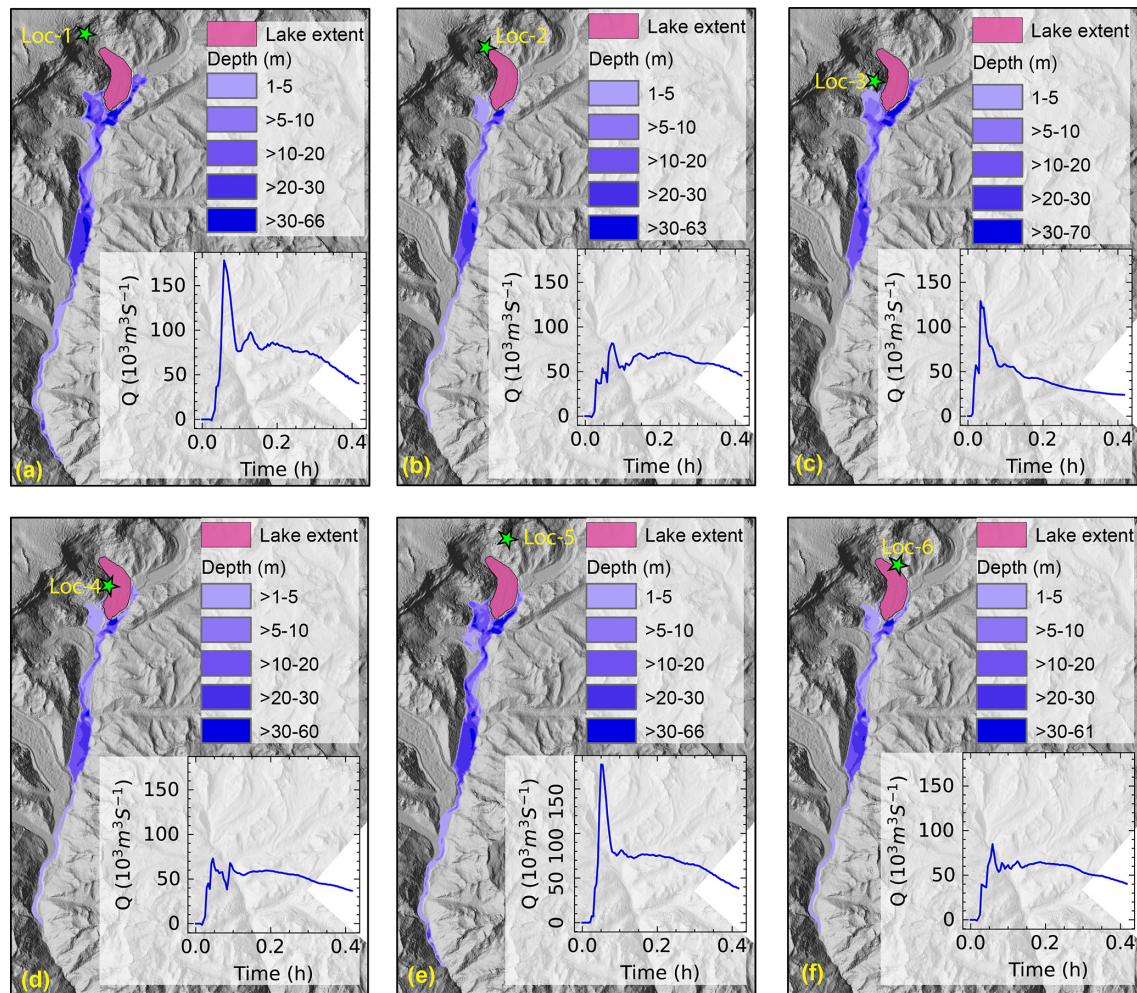 Loc-1
Lake extent
Depth (m)
1-5
>5-10
>10-20
>20-30
>30-66
Q (10³m³S⁻¹)
150
100
50
0
0.0
0.2
0.4
Time (h)
(a)
Loc-2
Lake extent
Depth (m)
1-5
>5-10
>10-20
>20-30
>30-63
Q (10³m³S⁻¹)
150
100
50
0
0.0
0.2
0.4
Time (h)
(b)
Loc-3
Lake extent
Depth (m)
1-5
>5-10
>10-20
>20-30
>30-70
Q (10³m³S⁻¹)
150
100
50
0
0.0
0.2
0.4
Time (h)
(c)
Loc-4
Lake extent
Depth (m)
>1-5
>5-10
>10-20
>20-30
>30-60
Q (10³m³S⁻¹)
150
100
50
0
0.0
0.2
0.4
Time (h)
(d)
Loc-5
Lake extent
Depth (m)
1-5
>5-10
>10-20
>20-30
>30-66
Q (10³m³S⁻¹)
0 50 100 150
0.0
0.2
0.4
Time (h)
(e)
Loc-6
Lake extent
Depth (m)
1-5
>5-10
>10-20
>20-30
>30-61
Q (10³m³S⁻¹)
150
100
50
0
0.0
0.2
0.4
Time (h)
(f)